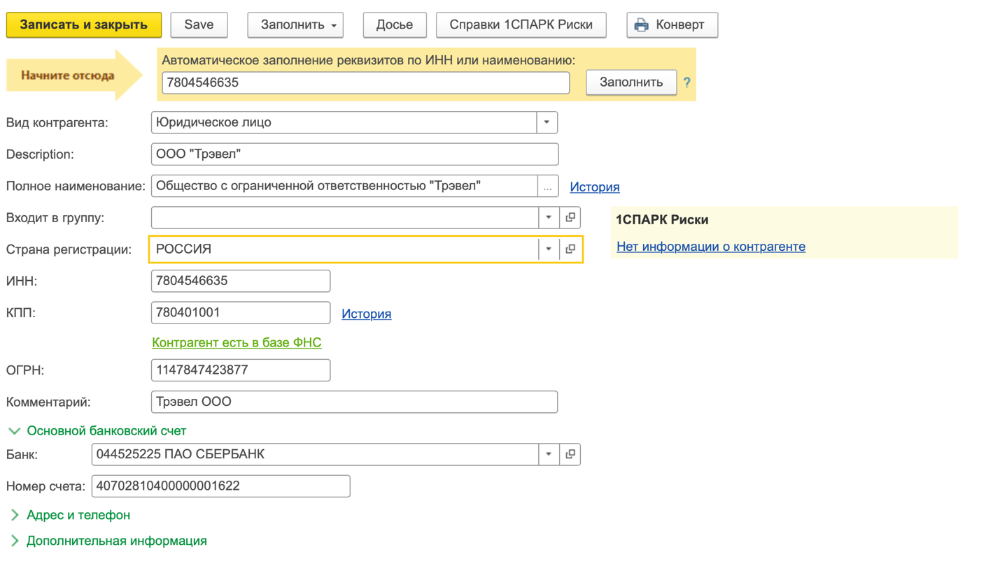 Записать и закрыть Save Заполнить Досье Справки 1СПАРК Риски Конверт
Начните отсюда
Автоматическое заполнение реквизитов по ИНН или наименованию:
7804546635 Заполнить ?
Вид контрагента: Юридическое лицо
Description: ООО "Трэвел"
Полное наименование: Общество с ограниченной ответственностью "Трэвел" ... История
Входит в группу:
1СПАРК Риски
Нет информации о контрагенте
Страна регистрации: РОССИЯ
ИНН: 7804546635
КПП: 780401001 История
Контрагент есть в базе ФНС
ОГРН: 1147847423877
Комментарий: Трэвел ООО
Основной банковский счет
Банк: 044525225 ПАО СБЕРБАНК
Номер счета: 40702810400000001622
Адрес и телефон
Дополнительная информация